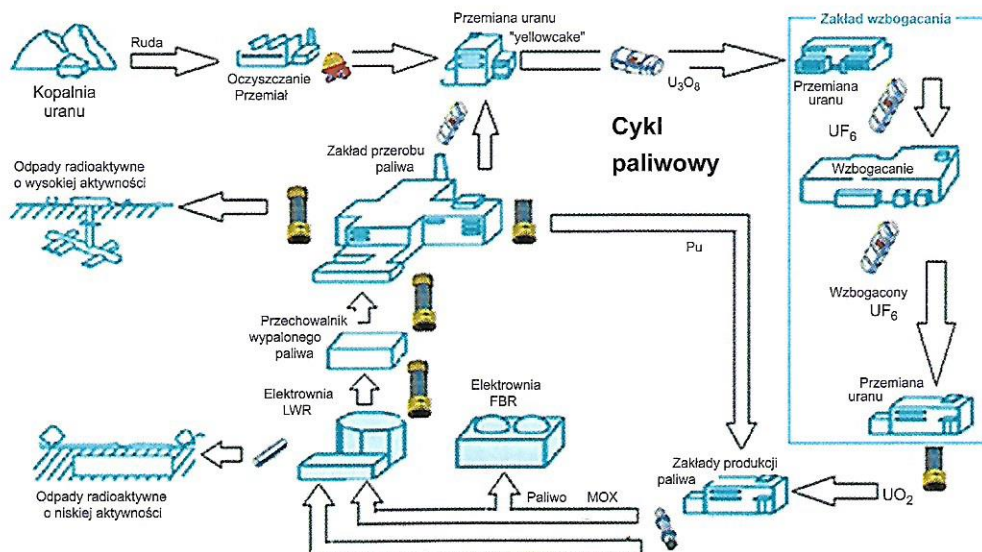 Zakład wzbogacania
Przemiana uranu
"yellowcake"
Ruda
Kopalnia
uranu
Oczyszczanie
Przemiał
U₃O₈
Przemiana
uranu
UF₆
Cykl
paliwowy
Zakład przerobu
paliwa
Wzbogacanie
Odpady radioaktywne
o wysokiej aktywności
Pu
Wzbogacony
UF₆
Przechowalnik
wypalonego
paliwa
Przemiana
uranu
Elektrownia
LWR
Elektrownia
FBR
Zakłady produkcji
paliwa
UO₂
Odpady radioaktywne
o niskiej aktywności
Paliwo MOX